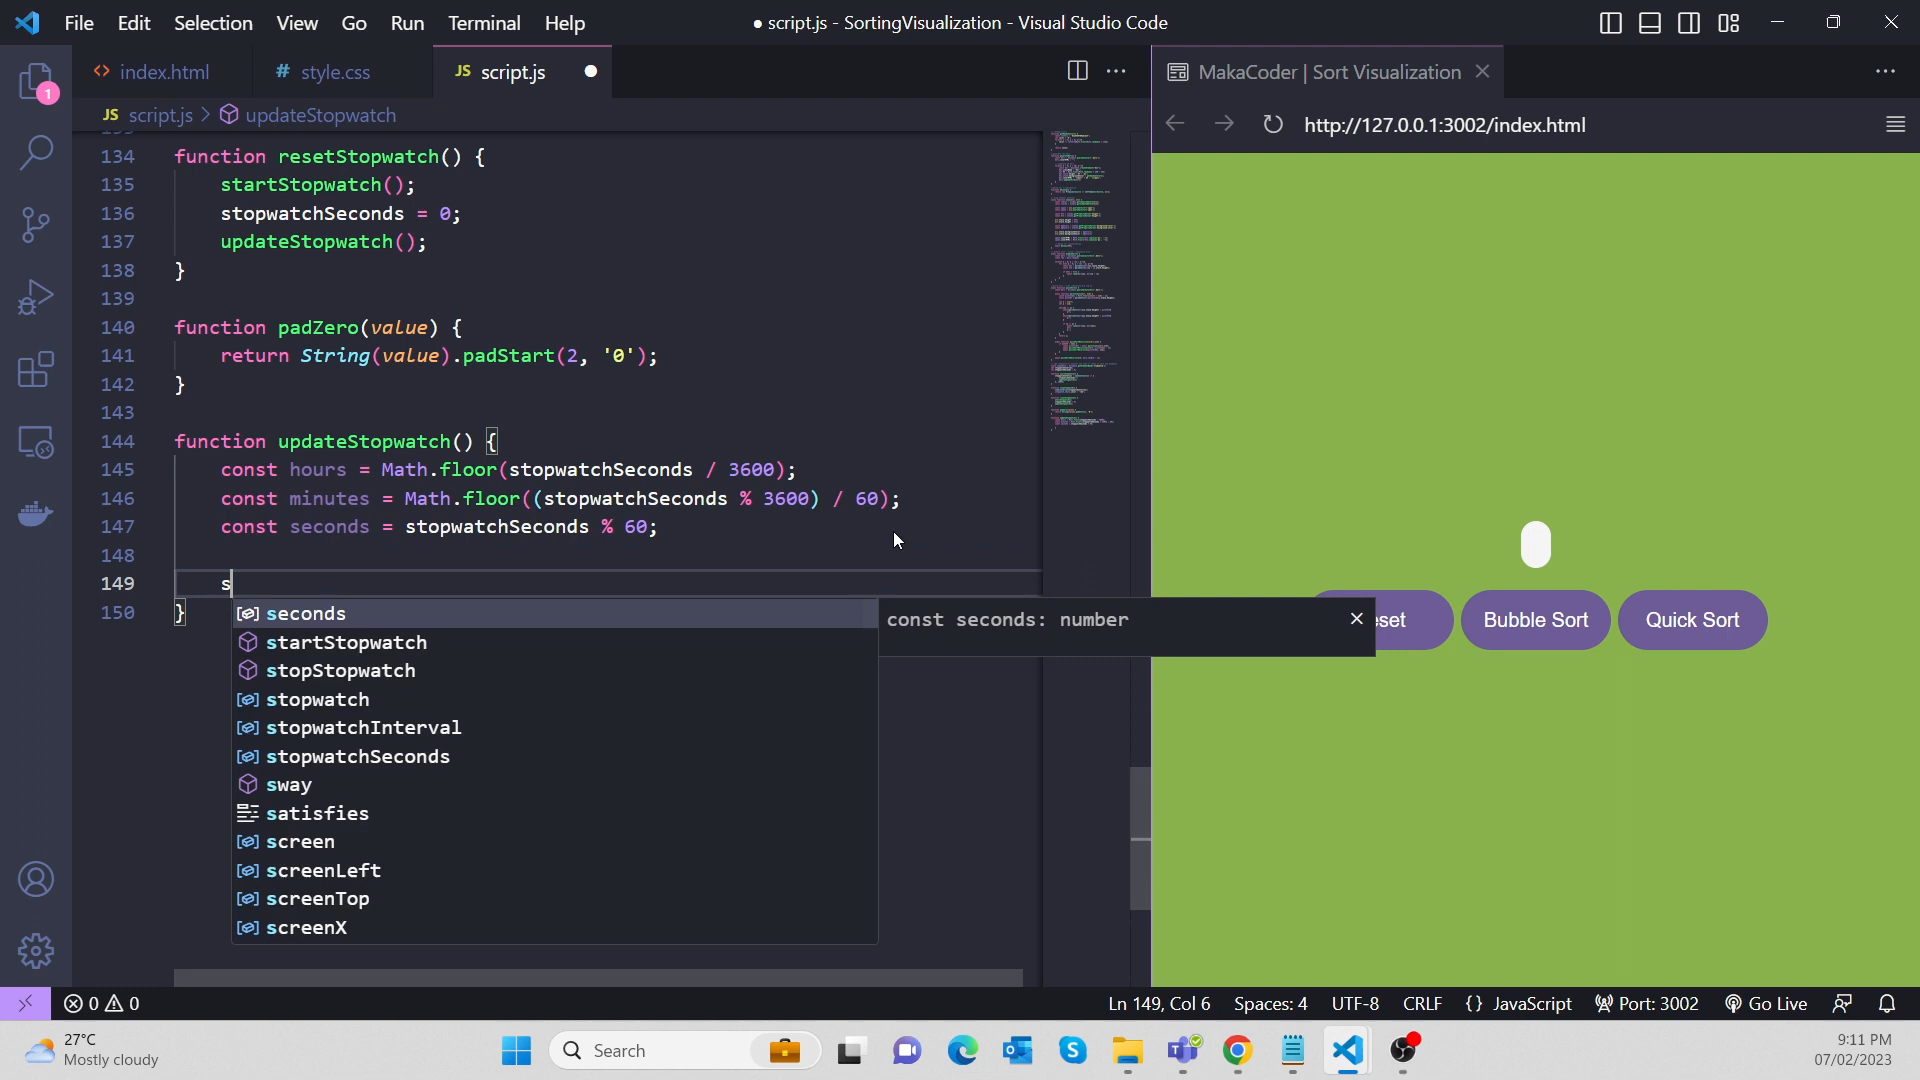 File Edit Selection View Go Run Terminal Help
● script.js - SortingVisualization - Visual Studio Code
index.html
# style.css
JS script.js
MakaCoder | Sort Visualization
JS script.js > updateStopwatch
http://127.0.0.1:3002/index.html
1
134 function resetStopwatch() {
135 startStopwatch();
136 stopwatchSeconds = 0;
137 updateStopwatch();
138 }
139
140 function padZero(value) {
141 return String(value).padStart(2, '0');
142 }
143
144 function updateStopwatch() {
145 const hours = Math.floor(stopwatchSeconds / 3600);
146 const minutes = Math.floor((stopwatchSeconds % 3600) / 60);
147 const seconds = stopwatchSeconds % 60;
148
149 s
150 }
seconds
startStopwatch
stopStopwatch
stopwatch
stopwatchInterval
stopwatchSeconds
sway
satisfies
screen
screenLeft
screenTop
screenX
const seconds: number
Bubble Sort
Quick Sort
0 0
Ln 149, Col 6 Spaces: 4 UTF-8 CRLF {} JavaScript Port: 3002 Go Live
27°C
Mostly cloudy
Search
9:11 PM
07/02/2023